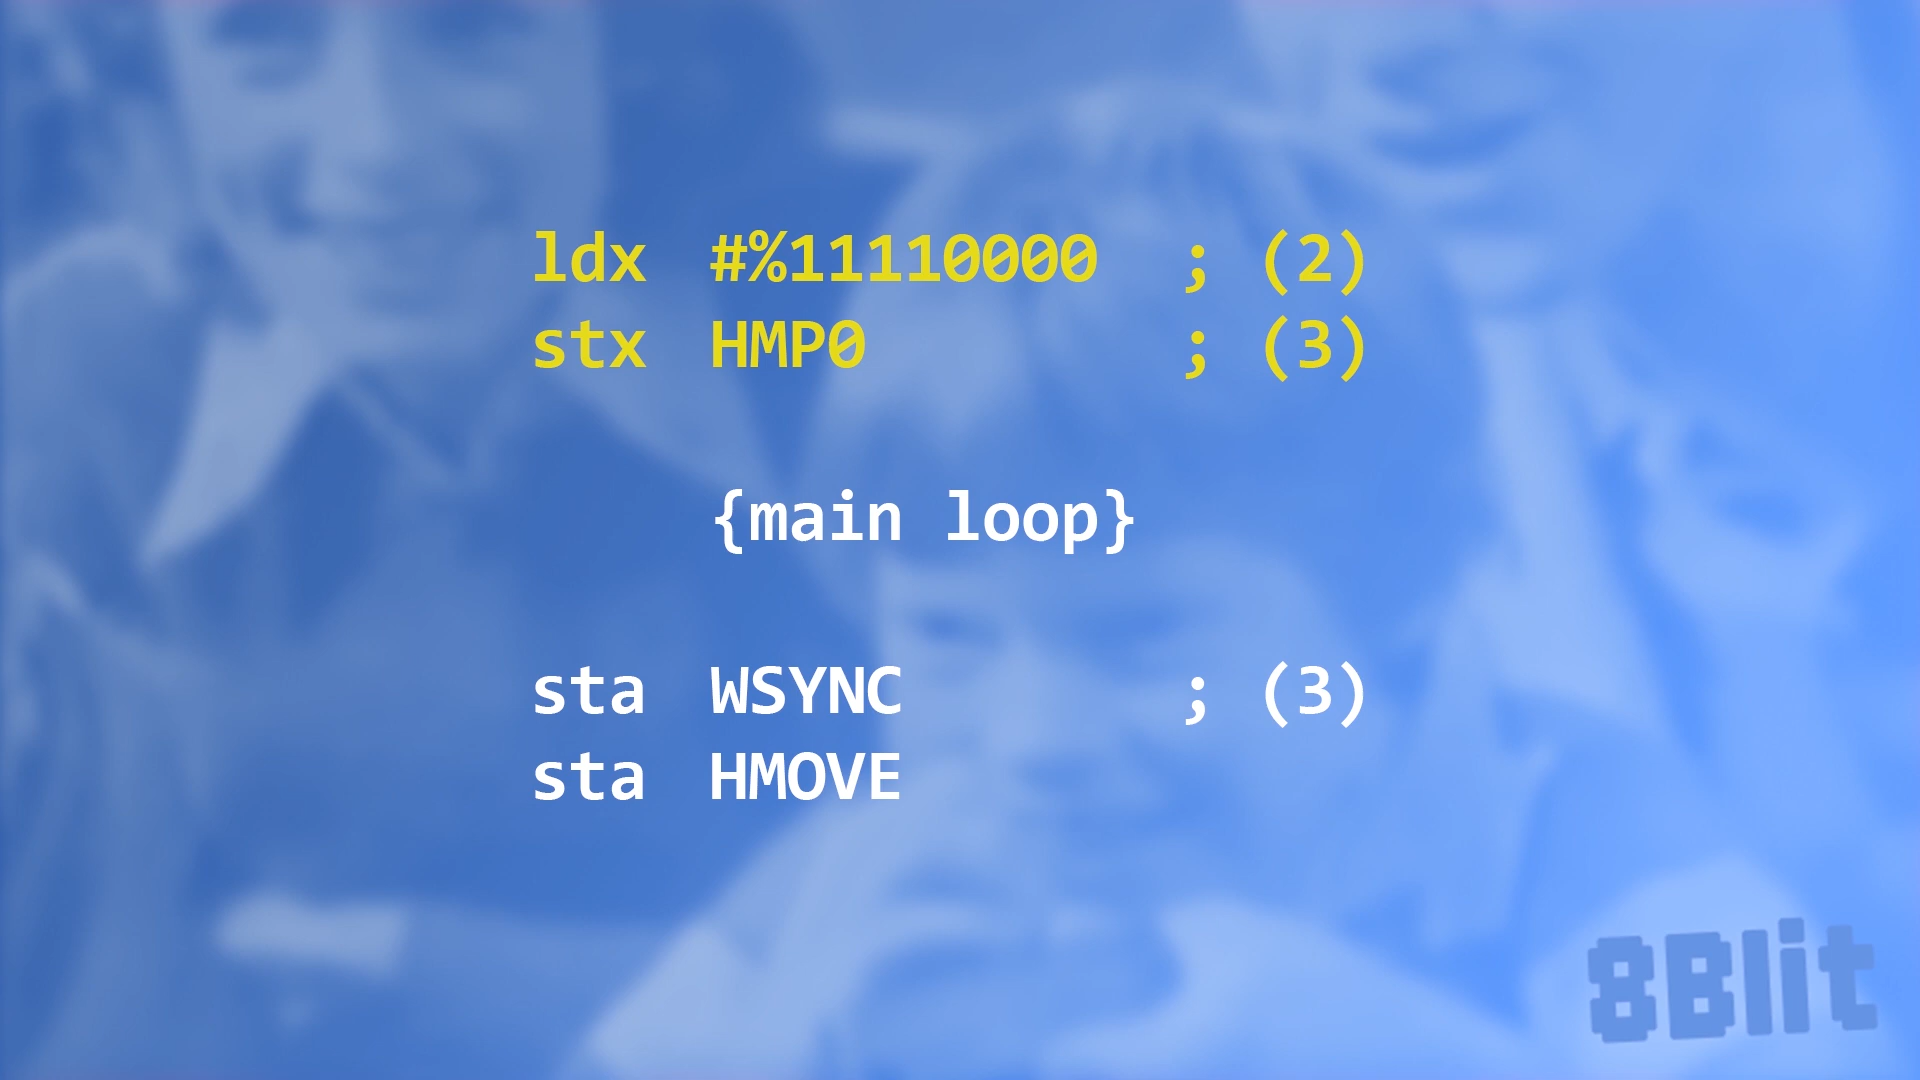 ldx #%11110000 ; (2)
stx HMP0 ; (3)
{main loop}
sta WSYNC ; (3)
sta HMOVE
8Blit